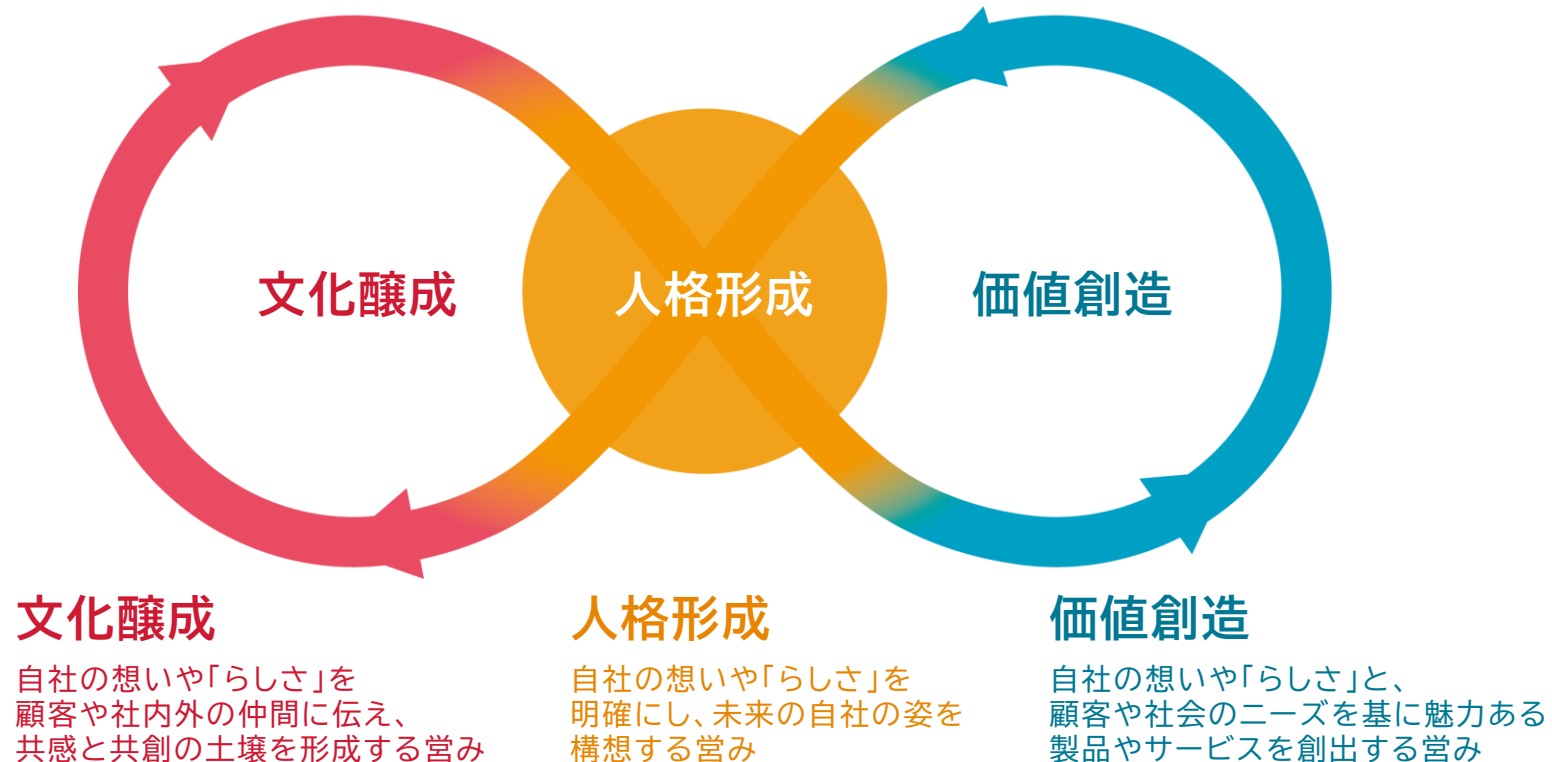 文化醸成
人格形成
価値創造
文化醸成
自社の想いや「らしさ」を
顧客や社内外の仲間に伝え、
共感と共創の土壌を形成する営み
人格形成
自社の想いや「らしさ」を
明確にし、未来の自社の姿を
構想する営み
価値創造
自社の想いや「らしさ」と、
顧客や社会のニーズを基に魅力ある
製品やサービスを創出する営み